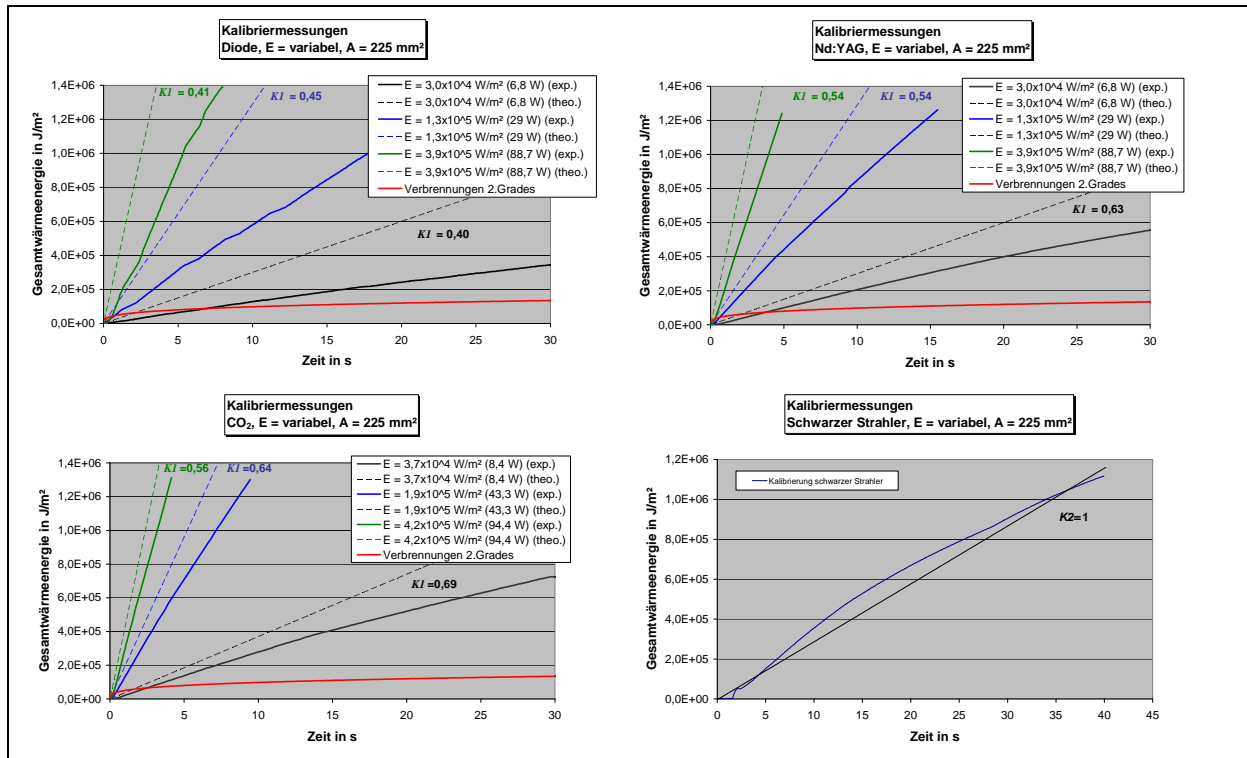 Kalibriermessungen
Diode, E = variabel, A = 225 mm²
1,4E+06
1,2E+06
1,0E+06
8,0E+05
6,0E+05
4,0E+05
2,0E+05
0,0E+00
Gesamtwärmeenergie in J/m²
K1 = 0,41
K1 = 0,45
K1 = 0,40
E = 3,0x10^4 W/m² (6,8 W) (exp.)
E = 3,0x10^4 W/m² (6,8 W) (theo.)
E = 1,3x10^5 W/m² (29 W) (exp.)
E = 1,3x10^5 W/m² (29 W) (theo.)
E = 3,9x10^5 W/m² (88,7 W) (exp.)
E = 3,9x10^5 W/m² (88,7 W) (theo.)
Verbrennungen 2.Grades
0 5 10 15 20 25 30
Zeit in s
Kalibriermessungen
Nd:YAG, E = variabel, A = 225 mm²
1,4E+06
1,2E+06
1,0E+06
8,0E+05
6,0E+05
4,0E+05
2,0E+05
0,0E+00
Gesamtwärmeenergie in J/m²
K1 = 0,54
K1 = 0,54
K1 = 0,63
E = 3,0x10^4 W/m² (6,8 W) (exp.)
E = 3,0x10^4 W/m² (6,8 W) (theo.)
E = 1,3x10^5 W/m² (29 W) (exp.)
E = 1,3x10^5 W/m² (29 W) (theo.)
E = 3,9x10^5 W/m² (88,7 W) (exp.)
E = 3,9x10^5 W/m² (88,7 W) (theo.)
Verbrennungen 2.Grades
0 5 10 15 20 25 30
Zeit in s
Kalibriermessungen
CO₂, E = variabel, A = 225 mm²
1,4E+06
1,2E+06
1,0E+06
8,0E+05
6,0E+05
4,0E+05
2,0E+05
0,0E+00
Gesamtwärmeenergie in J/m²
K1=0,56
K1=0,64
K1=0,69
E = 3,7x10^4 W/m² (8,4 W) (exp.)
E = 3,7x10^4 W/m² (8,4 W) (theo.)
E = 1,9x10^5 W/m² (43,3 W) (exp.)
E = 1,9x10^5 W/m² (43,3 W) (theo.)
E = 4,2x10^5 W/m² (94,4 W) (exp.)
E = 4,2x10^5 W/m² (94,4 W) (theo.)
Verbrennungen 2.Grades
0 5 10 15 20 25 30
Zeit in s
Kalibriermessungen
Schwarzer Strahler, E = variabel, A = 225 mm²
1,2E+06
1,0E+06
8,0E+05
6,0E+05
4,0E+05
2,0E+05
0,0E+00
Gesamtwärmeenergie in J/m²
Kalibrierung schwarzer Strahler
K2=1
0 5 10 15 20 25 30 35 40 45
Zeit in s